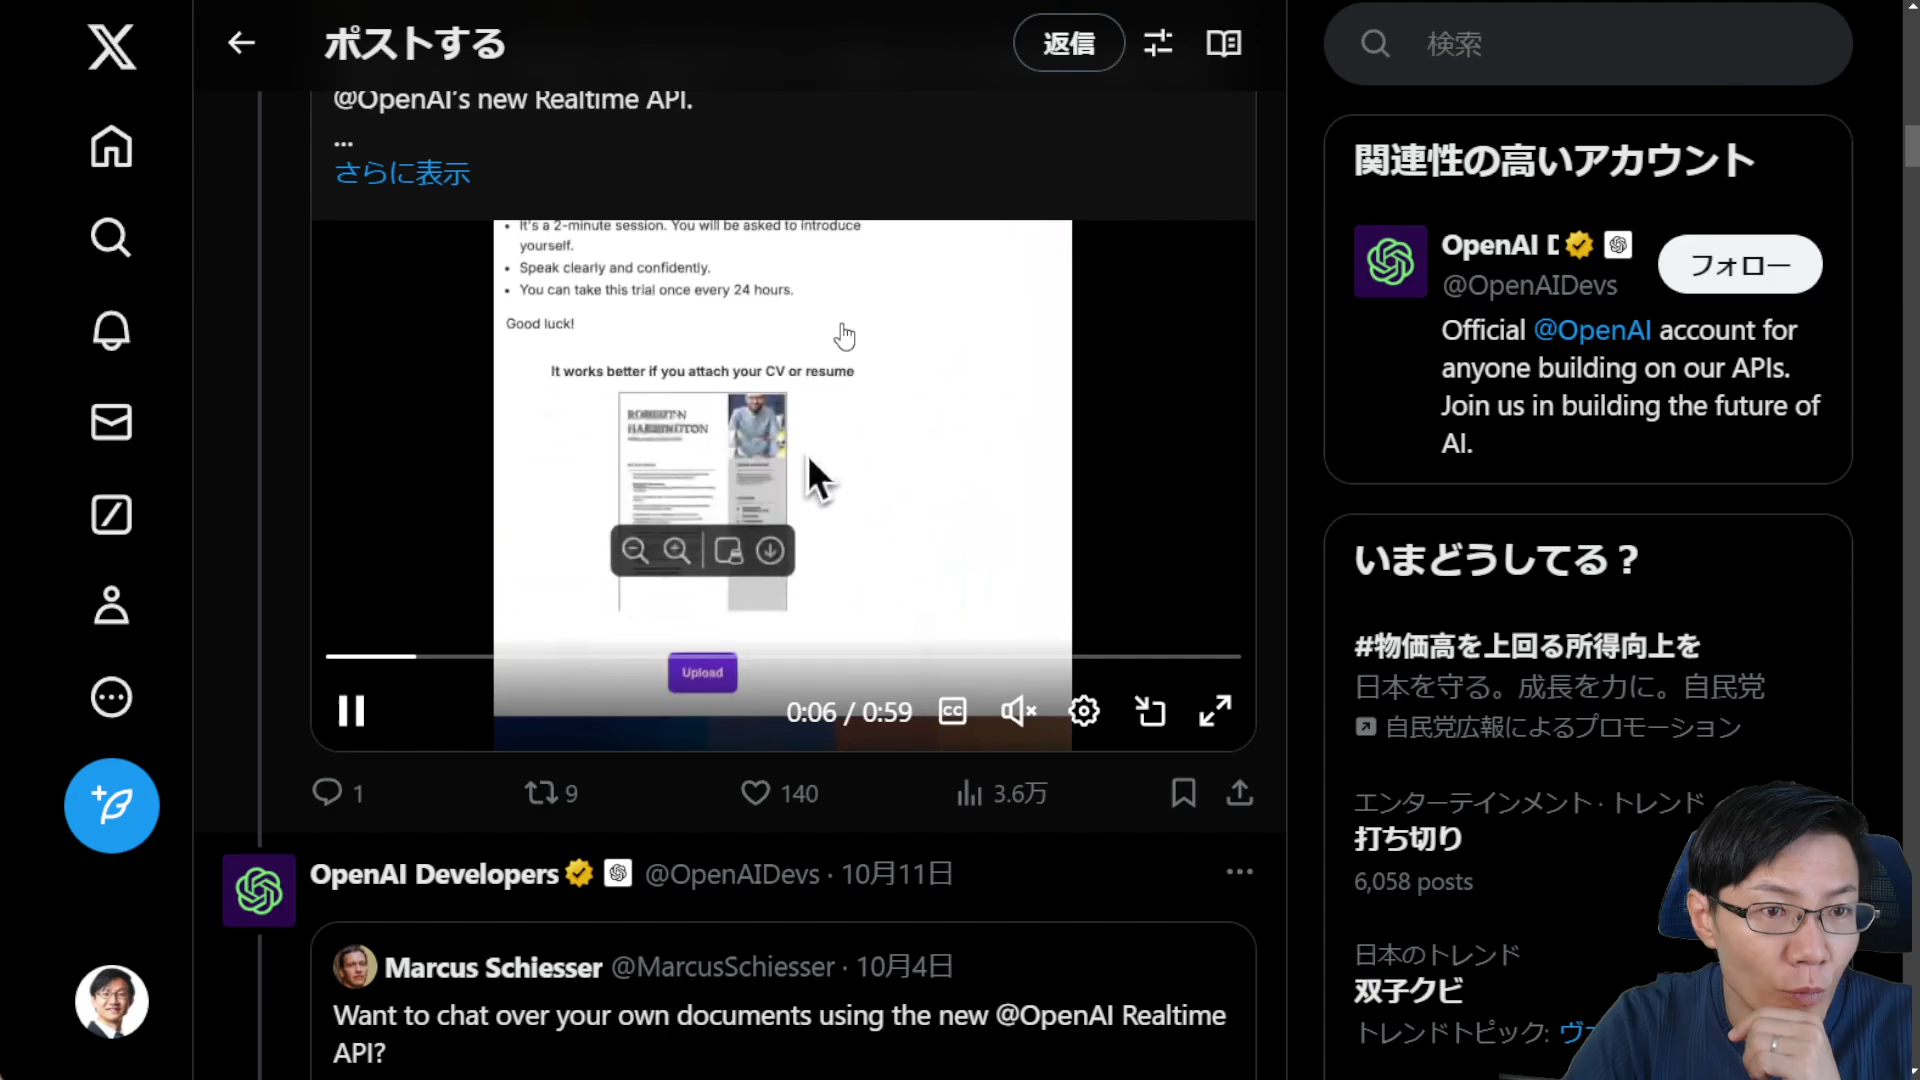 ポストする
返信
@OpenAI's new Realtime API.
...
さらに表示
It's a 2-minute session. You will be asked to introduce
yourself.
Speak clearly and confidently.
You can take this trial once every 24 hours.
Good luck!
It works better if you attach your CV or resume
Upload
0:06 / 0:59
CC
1
9
140
3.6万
OpenAI Developers @OpenAIDevs · 10月11日
Marcus Schiesser @MarcusSchiesser · 10月4日
Want to chat over your own documents using the new @OpenAI Realtime
API?
検索
関連性の高いアカウント
OpenAI D
フォロー
@OpenAIDevs
Official @OpenAI account for
anyone building on our APIs.
Join us in building the future of
AI.
いまどうしてる？
#物価高を上回る所得向上を
日本を守る。成長を力に。自民党
自民党広報によるプロモーション
エンターテインメント · トレンド
打ち切り
6,058 posts
日本のトレンド
双子クビ
トレンドトピック: